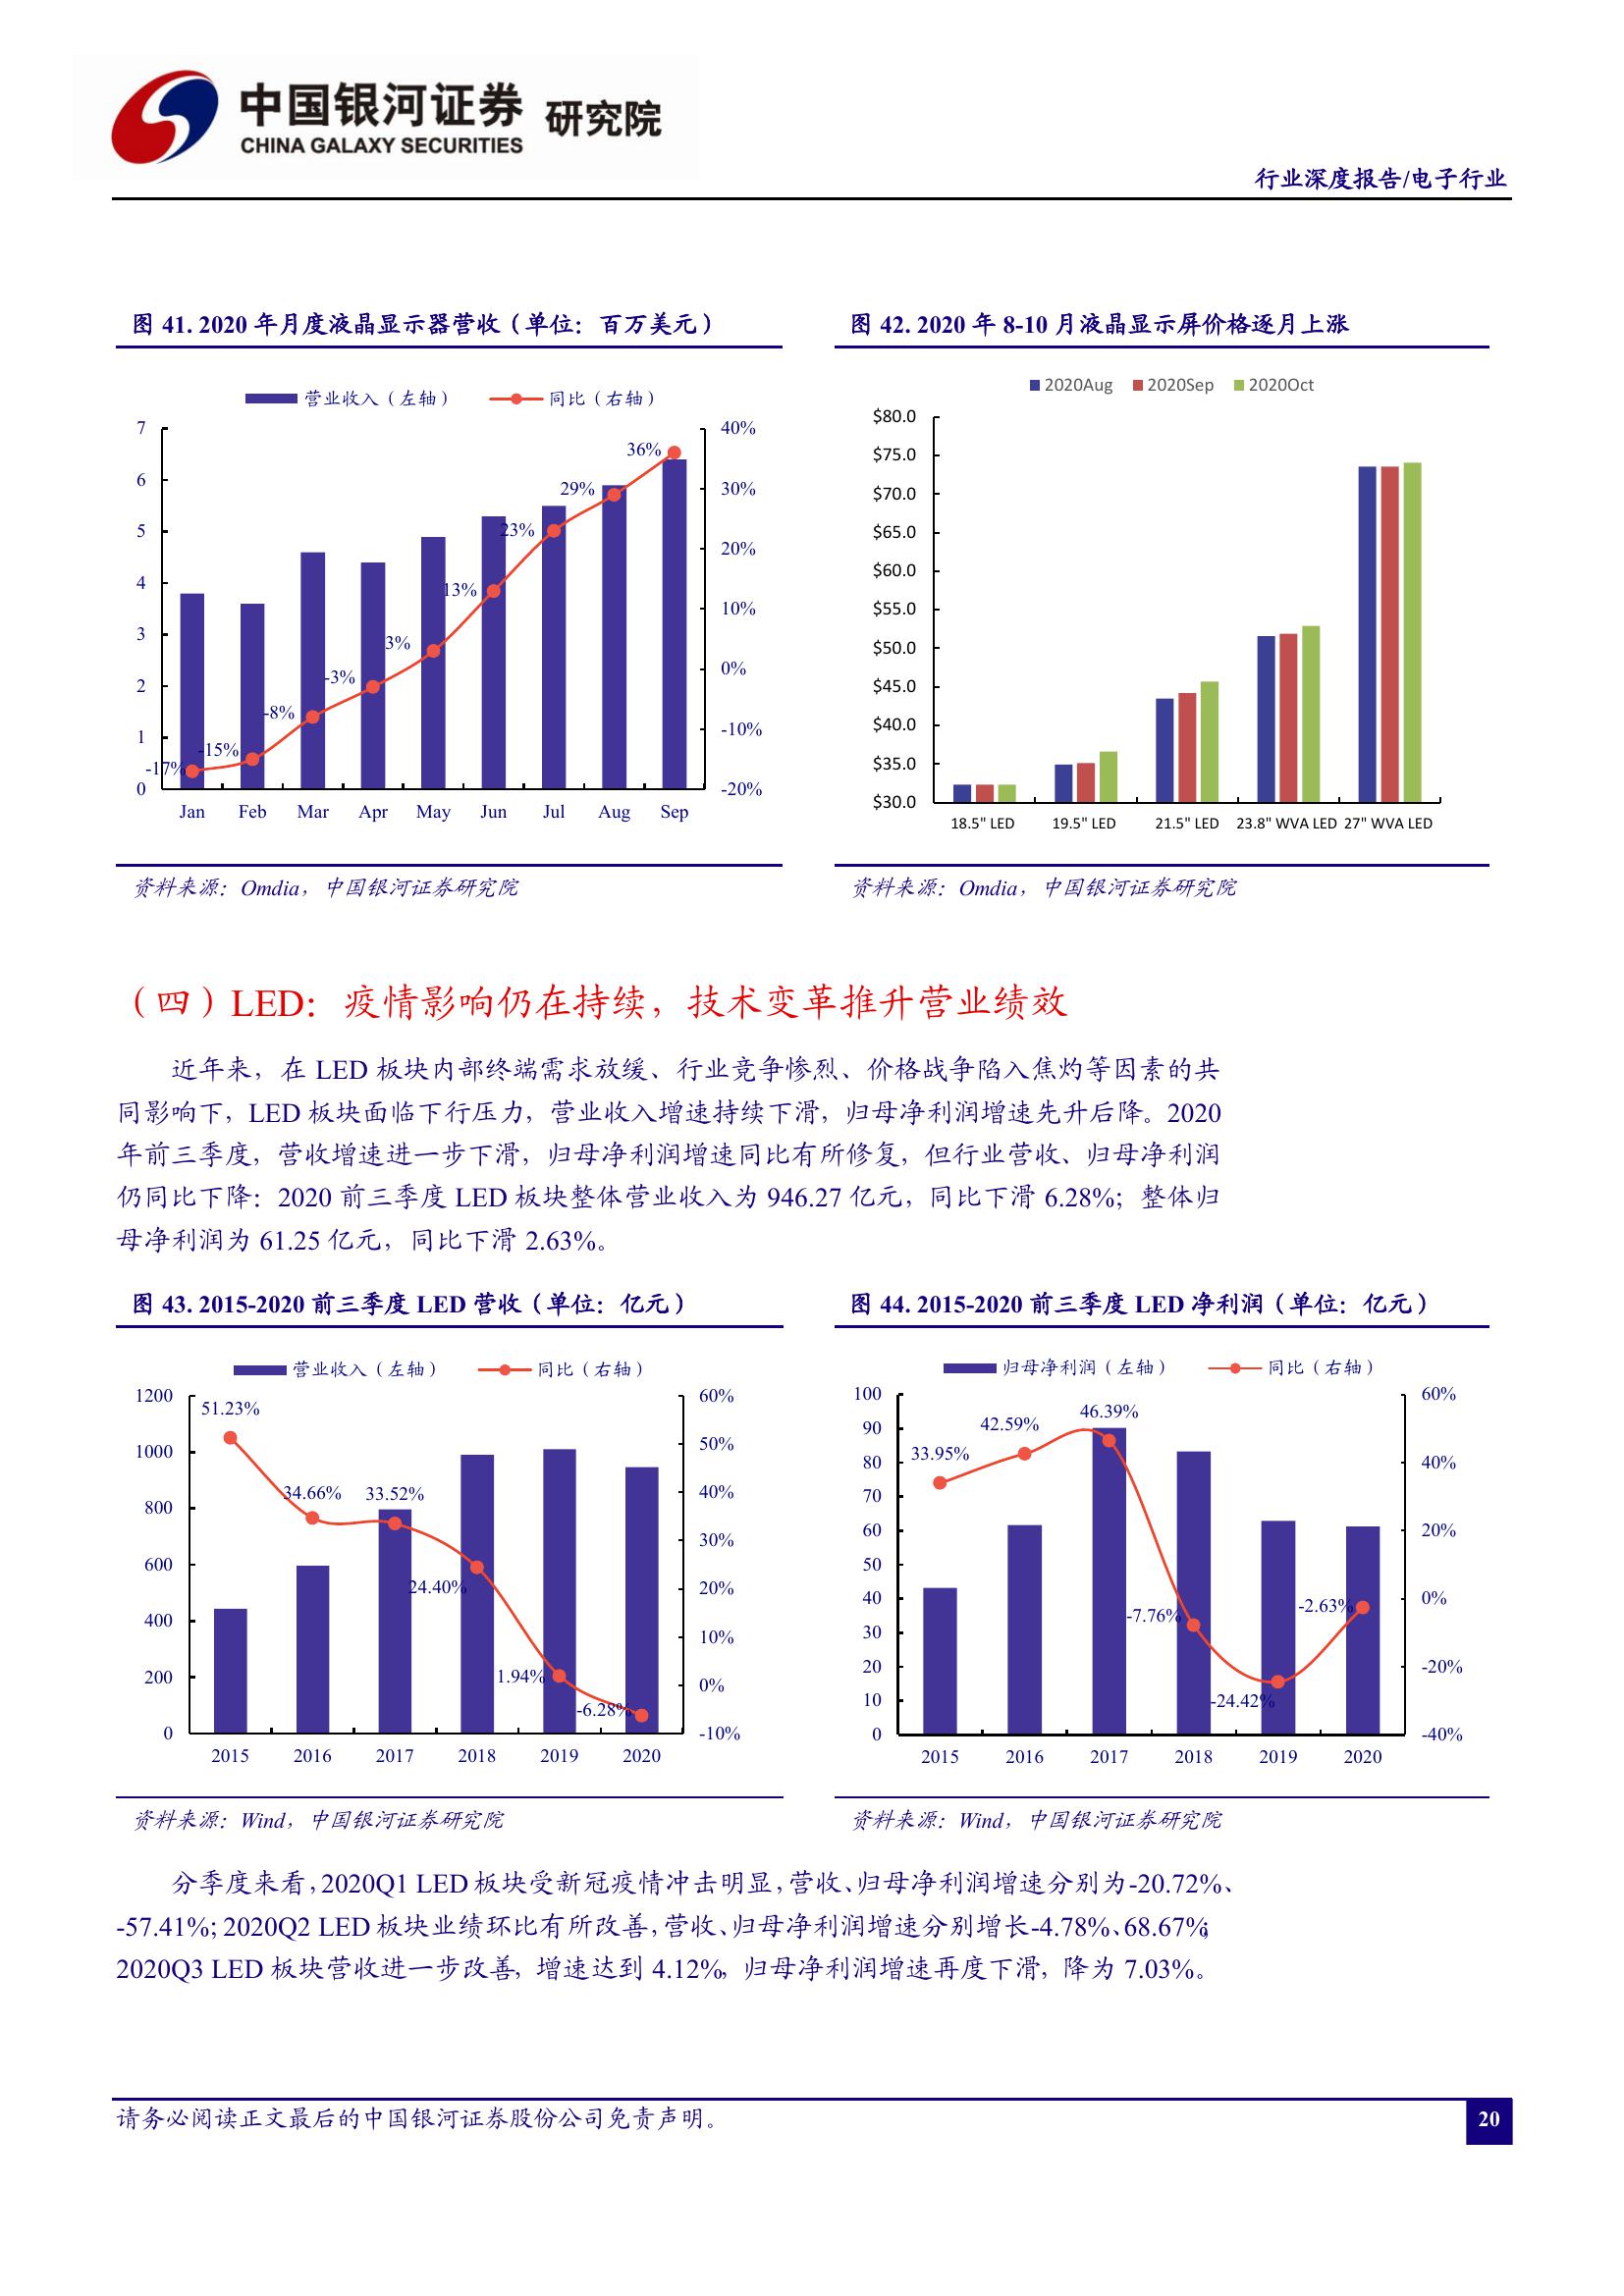 中国银河证券 研究院
CHINA GALAXY SECURITIES
行业深度报告/电子行业
图 41. 2020 年月度液晶显示器营收（单位：百万美元）
营业收入（左轴） 同比（右轴）
7
6
5
4
3
2
1
0
40%
30%
20%
10%
0%
-10%
-20%
-17%
-15%
-8%
-3%
3%
13%
23%
29%
36%
Jan Feb Mar Apr May Jun Jul Aug Sep
资料来源：Omdia，中国银河证券研究院
图 42. 2020 年 8-10 月液晶显示屏价格逐月上涨
2020Aug 2020Sep 2020Oct
$80.0
$75.0
$70.0
$65.0
$60.0
$55.0
$50.0
$45.0
$40.0
$35.0
$30.0
18.5" LED 19.5" LED 21.5" LED 23.8" WVA LED 27" WVA LED
资料来源：Omdia，中国银河证券研究院
（四）LED：疫情影响仍在持续，技术变革推升营业绩效
近年来，在 LED 板块内部终端需求放缓、行业竞争惨烈、价格战争陷入焦灼等因素的共
同影响下，LED 板块面临下行压力，营业收入增速持续下滑，归母净利润增速先升后降。2020
年前三季度，营收增速进一步下滑，归母净利润增速同比有所修复，但行业营收、归母净利润
仍同比下降：2020 前三季度 LED 板块整体营业收入为 946.27 亿元，同比下滑 6.28%；整体归
母净利润为 61.25 亿元，同比下滑 2.63%。
图 43. 2015-2020 前三季度 LED 营收（单位：亿元）
营业收入（左轴） 同比（右轴）
1200
1000
800
600
400
200
0
60%
50%
40%
30%
20%
10%
0%
-10%
51.23%
34.66%
33.52%
24.40%
1.94%
-6.28%
2015 2016 2017 2018 2019 2020
资料来源：Wind，中国银河证券研究院
图 44. 2015-2020 前三季度 LED 净利润（单位：亿元）
归母净利润（左轴） 同比（右轴）
100
90
80
70
60
50
40
30
20
10
0
60%
40%
20%
0%
-20%
-40%
33.95%
42.59%
46.39%
-7.76%
-24.42%
-2.63%
2015 2016 2017 2018 2019 2020
资料来源：Wind，中国银河证券研究院
分季度来看，2020Q1 LED 板块受新冠疫情冲击明显，营收、归母净利润增速分别为-20.72%、
-57.41%；2020Q2 LED 板块业绩环比有所改善，营收、归母净利润增速分别增长-4.78%、68.67%；
2020Q3 LED 板块营收进一步改善，增速达到 4.12%，归母净利润增速再度下滑，降为 7.03%。
请务必阅读正文最后的中国银河证券股份公司免责声明。
20